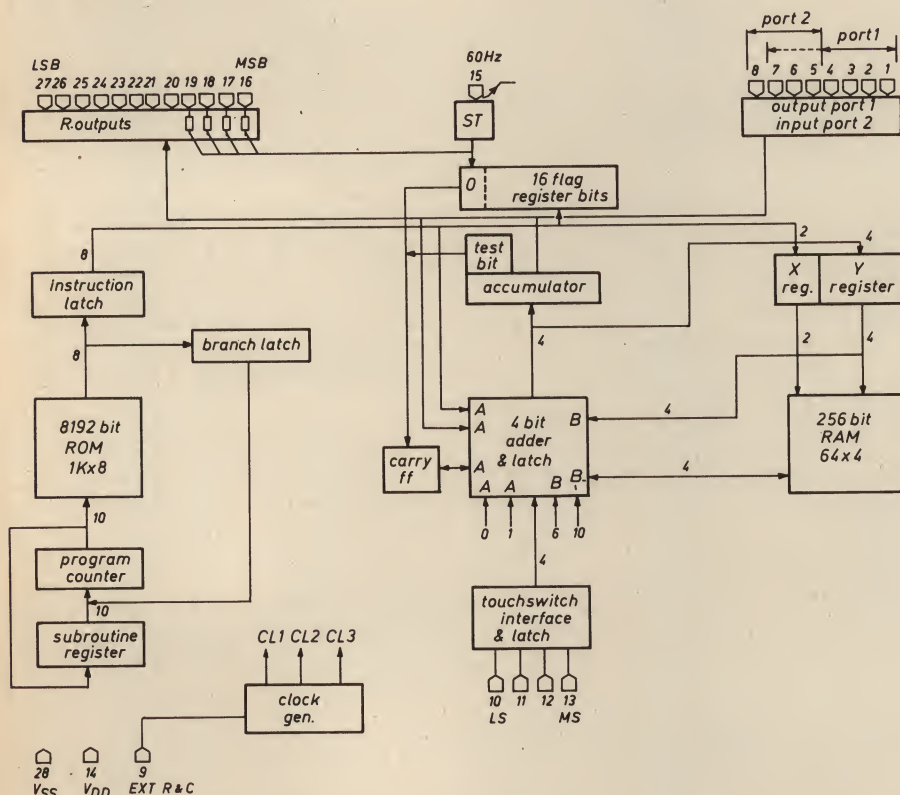 port 2
port 1
LSB
MSB
27 26 25 24 23 22 21 20 19 18 17 16
60Hz
15
8 7 6 5 4 3 2 1
R.outputs
ST
output port 1
input port 2
0
16 flag
register bits
8
test
bit
2
4
instruction
latch
accumulator
X
reg.
Y
register
8
branch latch
4
2
4
8192 bit
ROM
1Kx8
A
A
4 bit
adder
& latch
B
4
256 bit
RAM
64x4
carry
ff
A
A A
B B
4
10
0 1 6 10
program
counter
4
10
subroutine
register
touchswitch
interface
& latch
CL1 CL2 CL3
clock
gen.
10 11 12 13
LS MS
28 14 9
VSS VDD EXT R & C